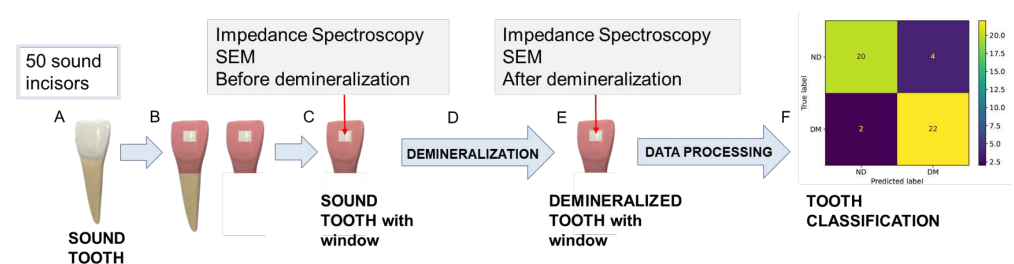 50 sound
incisors
Impedance Spectroscopy
SEM
Before demineralization
Impedance Spectroscopy
SEM
After demineralization
A
B
C
D
E
F
DEMINERALIZATION
DATA PROCESSING
SOUND
TOOTH
SOUND
TOOTH with
window
DEMINERALIZED
TOOTH with
window
True label
ND
DM
20
4
2
22
ND
DM
Predicted label
20.0
17.5
15.0
12.5
10.0
7.5
5.0
2.5
TOOTH
CLASSIFICATION